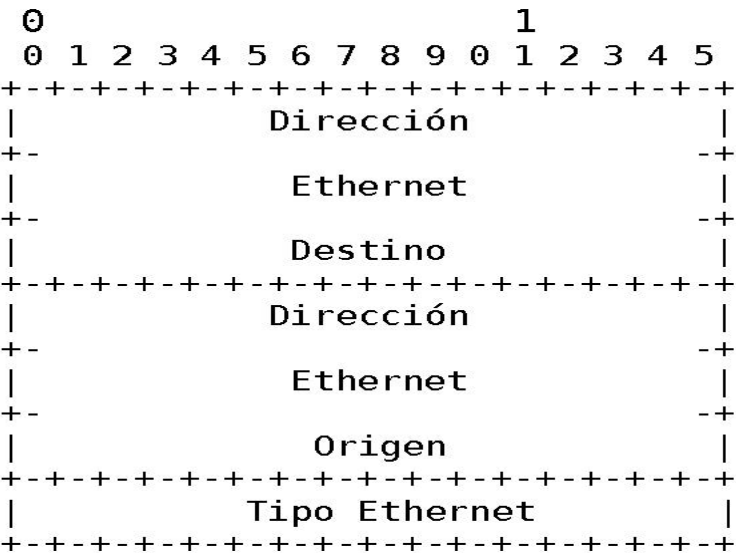 0 1
0 1 2 3 4 5 6 7 8 9 0 1 2 3 4 5
+-+-+-+-+-+-+-+-+-+-+-+-+-+-+-+-+
| Dirección |
+- -+
| Ethernet |
+- -+
| Destino |
+-+-+-+-+-+-+-+-+-+-+-+-+-+-+-+-+
| Dirección |
+- -+
| Ethernet |
+- -+
| Origen |
+-+-+-+-+-+-+-+-+-+-+-+-+-+-+-+-+
| Tipo Ethernet |
+-+-+-+-+-+-+-+-+-+-+-+-+-+-+-+-+